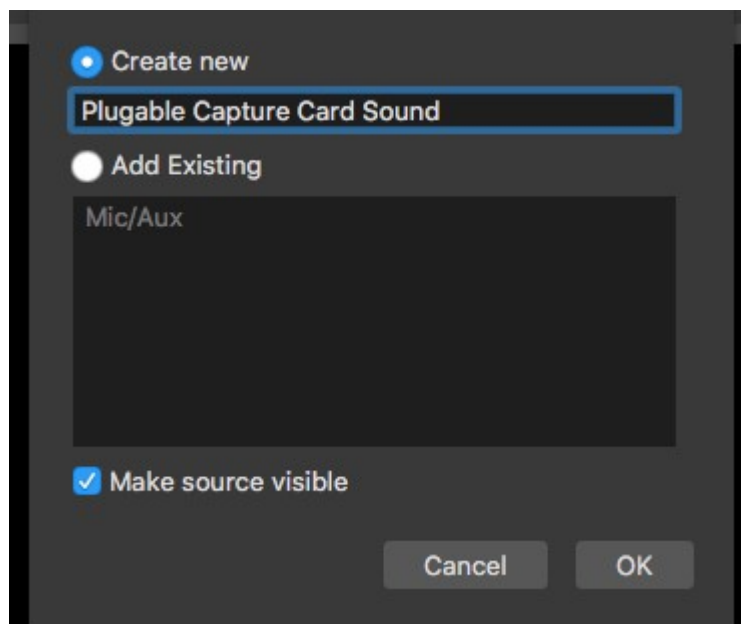 Create new
Plugable Capture Card Sound
Add Existing
Mic/Aux
Make source visible
Cancel OK